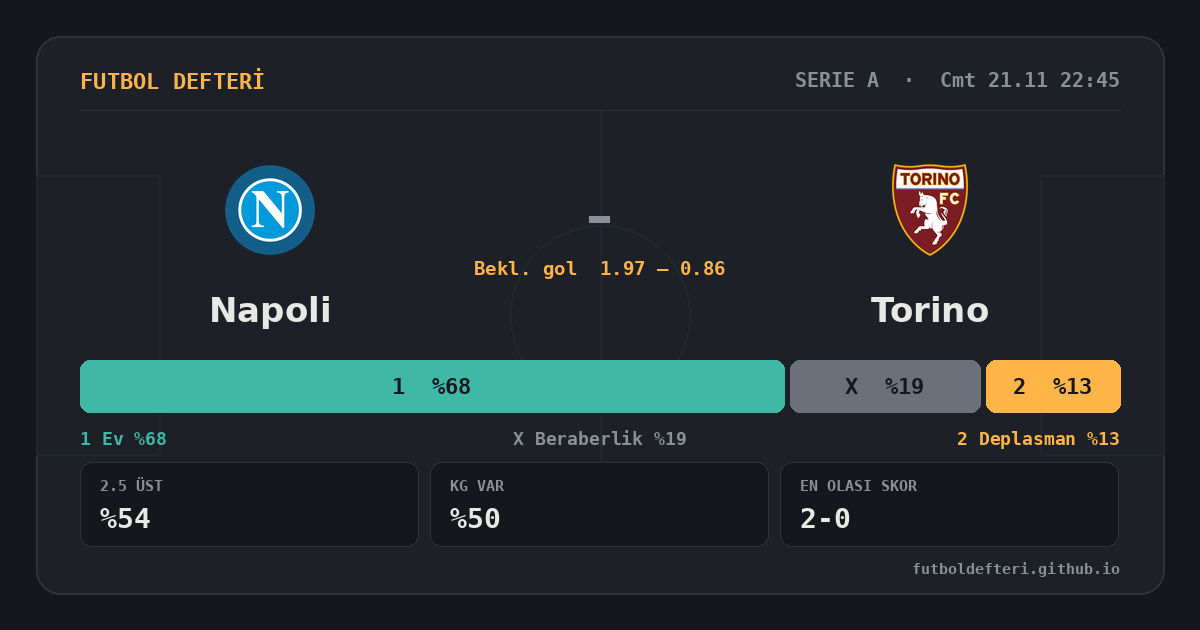 FUTBOL DEFTERİ
SERIE A · Cmt 21.11 22:45
N
TORINO
FC
–
Bekl. gol 1.97 — 0.86
Napoli
Torino
1 %68
X %19
2 %13
1 Ev %68
X Beraberlik %19
2 Deplasman %13
2.5 ÜST
KG VAR
EN OLASI SKOR
%54
%50
2-0
futboldefteri.github.io